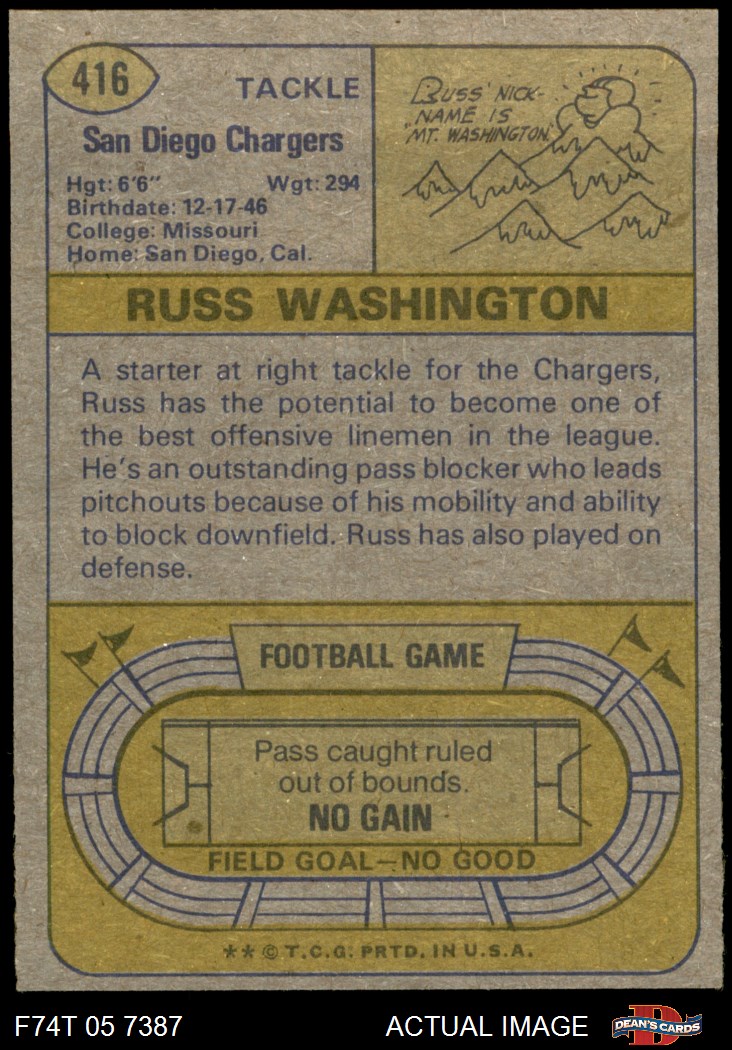 416
TACKLE
San Diego Chargers
Hgt: 6'6" Wgt: 294
Birthdate: 12-17-46
College: Missouri
Home: San Diego, Cal.
RUSS' NICK-
NAME IS
"MT. WASHINGTON"
RUSS WASHINGTON
A starter at right tackle for the Chargers,
Russ has the potential to become one of
the best offensive linemen in the league.
He's an outstanding pass blocker who leads
pitchouts because of his mobility and ability
to block downfield. Russ has also played on
defense.
FOOTBALL GAME
Pass caught ruled
out of bounds.
NO GAIN
FIELD GOAL—NO GOOD
** © T.C.G. PRTD. IN U.S.A.
F74T 05 7387
ACTUAL IMAGE
D
DEAN'S CARDS